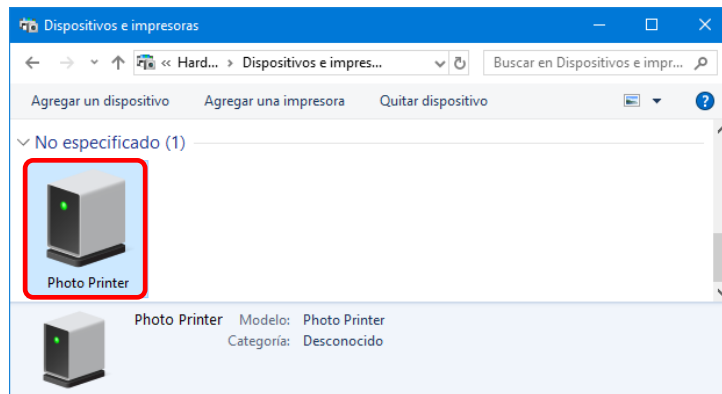 Dispositivos e impresoras
« Hard... › Dispositivos e impres... Buscar en Dispositivos e impr...
Agregar un dispositivo Agregar una impresora Quitar dispositivo ?
No especificado (1)
Photo Printer
Photo Printer Modelo: Photo Printer
Categoría: Desconocido